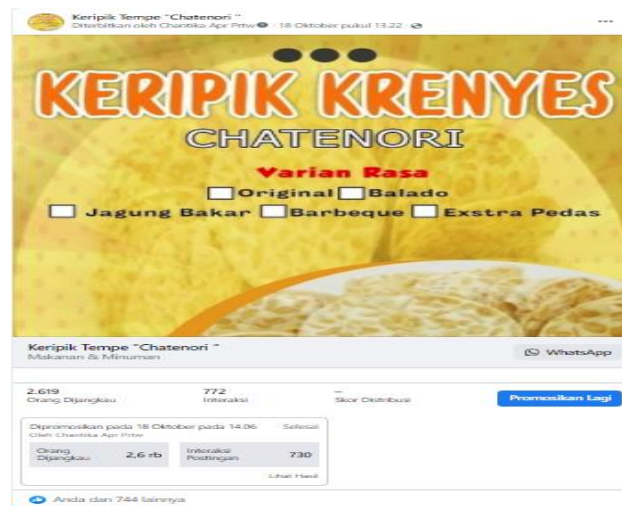 Keripik Tempe "Chatenori "
Diterbitkan oleh Chantika Apr Prtw · 18 Oktober pukul 13.22 ·
KERIPIK KRENYES
CHATENORI
Varian Rasa
Original Balado
Jagung Bakar Barbeque Exstra Pedas
Keripik Tempe "Chatenori "
Makanan & Minuman
WhatsApp
2.619 772 –
Orang Dijangkau Interaksi Skor Distribusi
Promosikan Lagi
Dipromosikan pada 18 Oktober pada 14.06 Selesai
Oleh Chantika Apr Prtw
Orang Dijangkau 2,6 rb
Interaksi Postingan 730
Lihat Hasil
Anda dan 744 lainnya